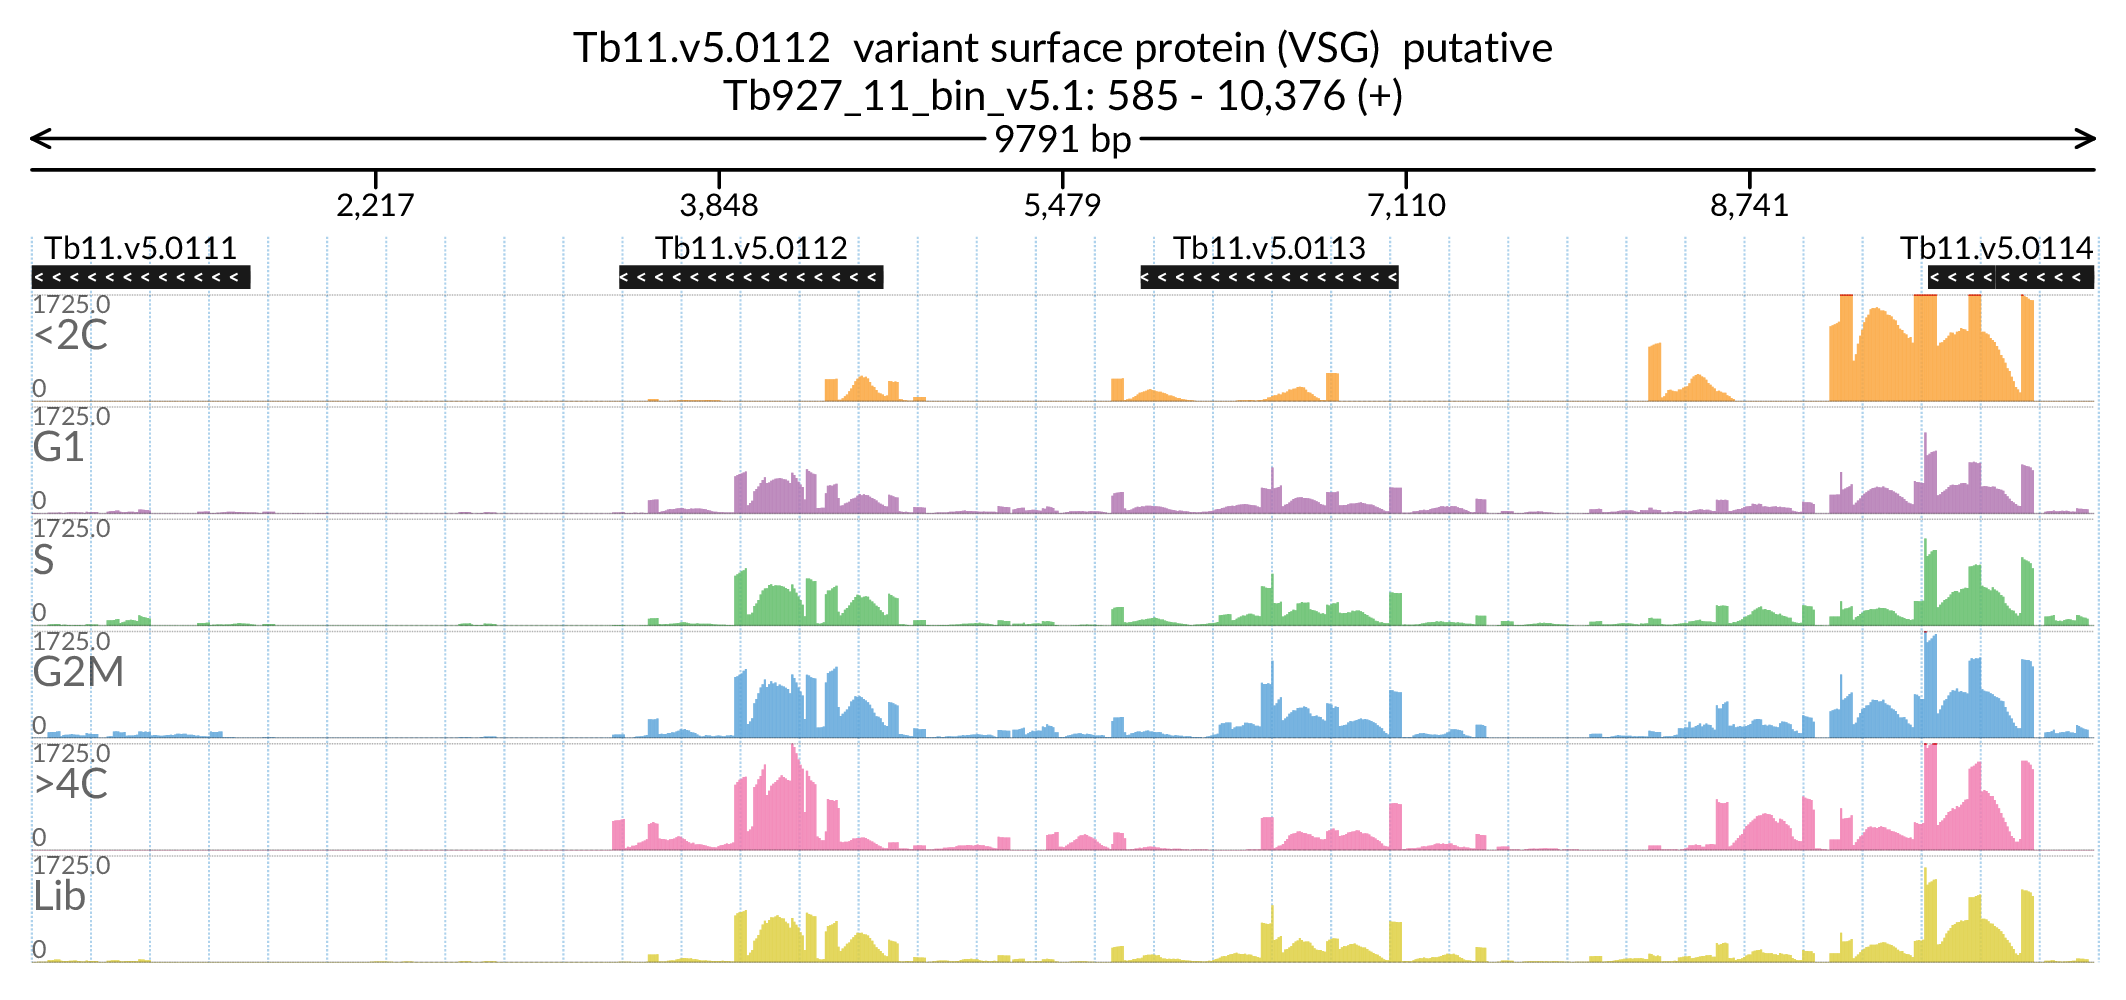 Tb11.v5.0112 variant surface protein (VSG) putative
Tb927_11_bin_v5.1: 585 - 10,376 (+)
9791 bp
2,217 3,848 5,479 7,110 8,741
Tb11.v5.0111 Tb11.v5.0112 Tb11.v5.0113 Tb11.v5.0114
1725.0
<2C
0
1725.0
G1
0
1725.0
S
0
1725.0
G2M
0
1725.0
>4C
0
1725.0
Lib
0